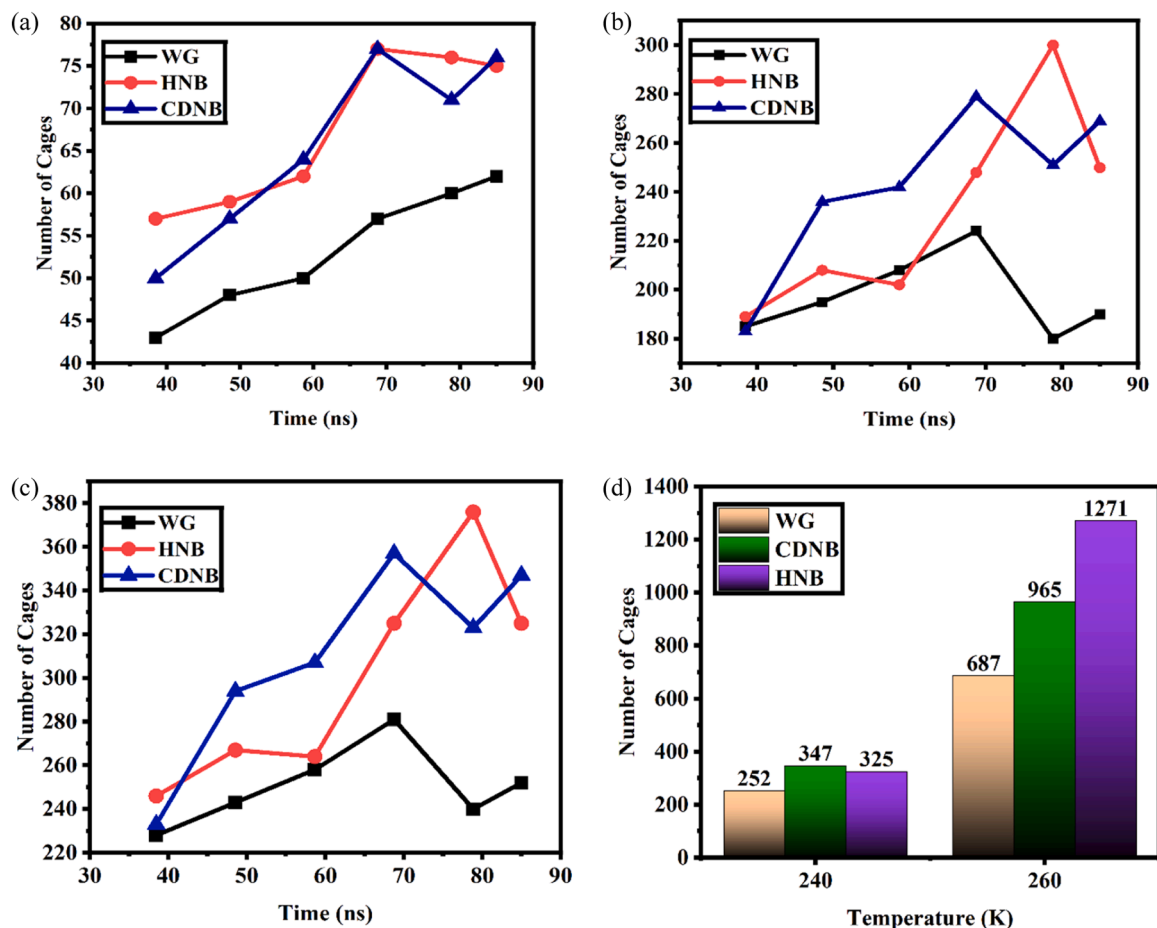 (a)
WG
HNB
CDNB
80
75
70
65
60
55
50
45
40
30 40 50 60 70 80 90
Number of Cages
Time (ns)
(b)
WG
HNB
CDNB
300
280
260
240
220
200
180
30 40 50 60 70 80 90
Number of Cages
Time (ns)
(c)
WG
HNB
CDNB
380
360
340
320
300
280
260
240
220
30 40 50 60 70 80 90
Number of Cages
Time (ns)
(d)
WG
CDNB
HNB
1400
1200
1000
800
600
400
200
0
252 347 325
687 965 1271
240 260
Number of Cages
Temperature (K)